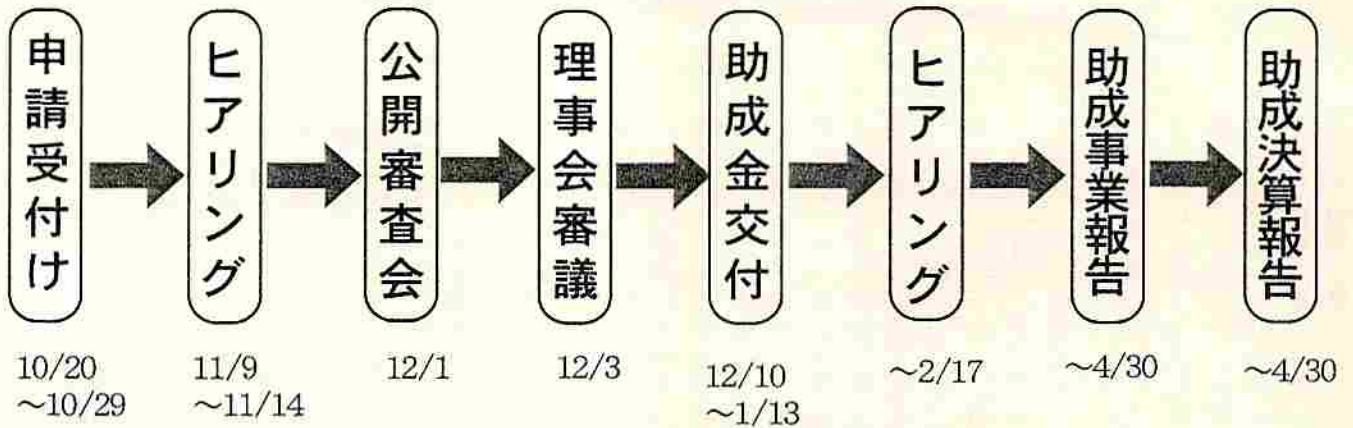 申請受付け
ヒアリング
公開審査会
理事会審議
助成金交付
ヒアリング
助成事業報告
助成決算報告
10/20
～10/29
11/9
～11/14
12/1
12/3
12/10
～1/13
～2/17
～4/30
～4/30